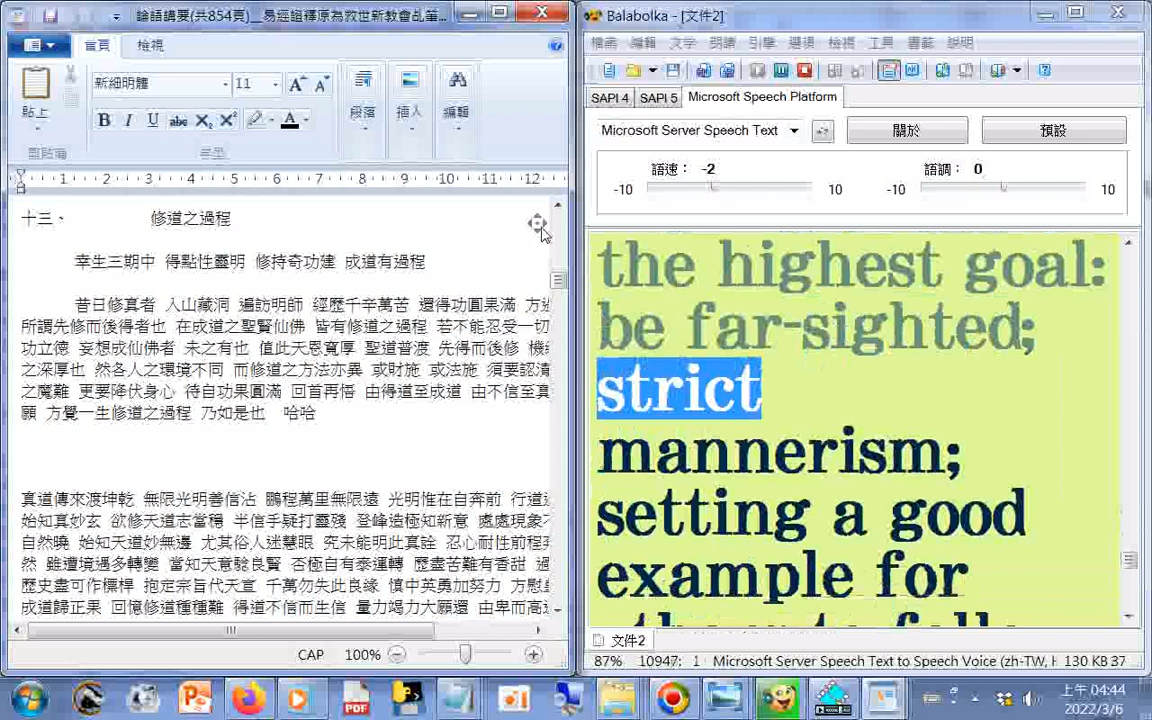 論語講要(共854頁)__易經證釋原為救世新教會乩筆...
首頁
檢視
新細明體
11
貼上
段落
插入
編輯
剪貼簿
字型
1 2 3 4 5 6 7 8 9 10 11 12
十三、 修道之過程
幸生三期中 得點性靈明 修持奇功建 成道有過程
昔日修真者 入山藏洞 遍訪明師 經歷千辛萬苦 還得功圓果滿 方
所謂先修而後得者也 在成道之聖賢仙佛 皆有修道之過程 若不能忍受一切
功立德 妄想成仙佛者 未之有也 值此天恩寬厚 聖道普渡 先得而後修 機
之深厚也 然各人之環境不同 而修道之方法亦異 或財施 或法施 須要認清
之魔難 更要降伏身心 待自功果圓滿 回首再悟 由得道至成道 由不信至真
願 方覺一生修道之過程 乃如是也 哈哈
真道傳來渡坤乾 無限光明善信沾 鵬程萬里無限遠 光明惟在自奔前 行道
始知真妙玄 欲修天道志當穩 半信半疑打靈殘 登峰造極知新意 處處現象
自然曉 始知天道妙無邊 尤其俗人迷慧眼 究未能明此真詮 忍心耐性前程
然 雖遭境遇多轉變 當知天意驗良賢 否極自有泰運轉 歷盡苦難有香甜
歷史盡可作標桿 抱定宗旨代天宣 千萬勿失此良緣 慎中英勇加努力 方慰
成道歸正果 回憶修道種種難 得道不信而生信 量力竭力大願還 由卑而高
CAP 100%
Balabolka - [文件2]
檔案 編輯 文字 朗讀 引擎 選項 檢視 工具 書籤 說明
SAPI 4 SAPI 5 Microsoft Speech Platform
Microsoft Server Speech Text
關於
預設
語速： -2
語調： 0
-10 10
-10 10
the highest goal:
be far-sighted;
strict
mannerism;
setting a good
example for
文件2
87% 10947: 1 Microsoft Server Speech Text to Speech Voice (zh-TW, H 130 KB 37
上午 04:44
2022/3/6